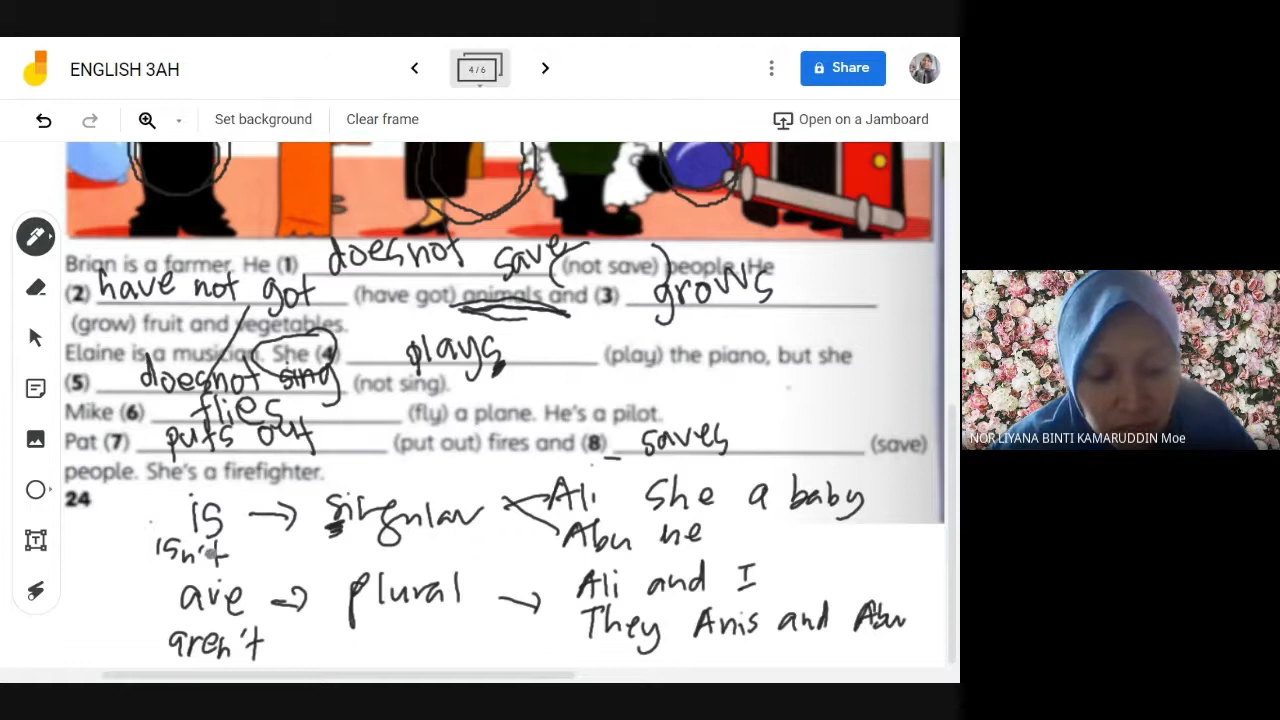 ENGLISH 3AH
4 / 6
Share
Set background
Clear frame
Open on a Jamboard
Brian is a farmer. He (1) does not save (not save) people. He
(2) have not got (have got) animals and (3) grows
(grow) fruit and vegetables.
Elaine is a musician. She (4) plays (play) the piano, but she
(5) does not sing (not sing).
Mike (6) flies (fly) a plane. He's a pilot.
Pat (7) puts out (put out) fires and (8) saves (save)
people. She's a firefighter.
24
is → singular Ali She a baby
isn't Abu he
are → plural → Ali and I
aren't They Anis and Abu
NOR LIYANA BINTI KAMARUDDIN Moe